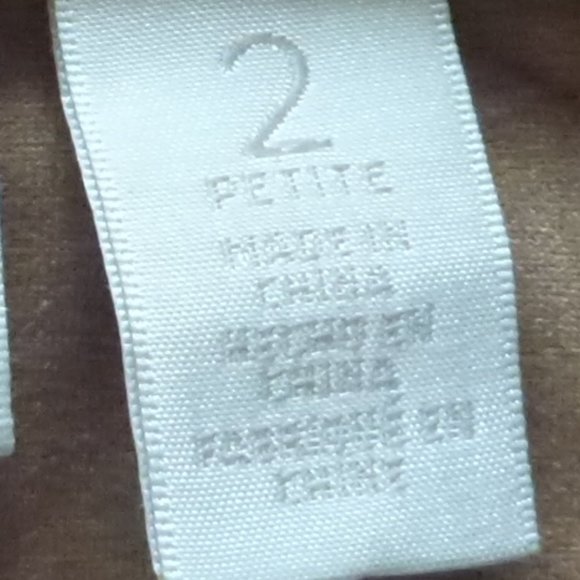 2
PETITE
MADE IN
CHINA
HECHO EN
CHINA
FABRIQUÉ EN
CHINE